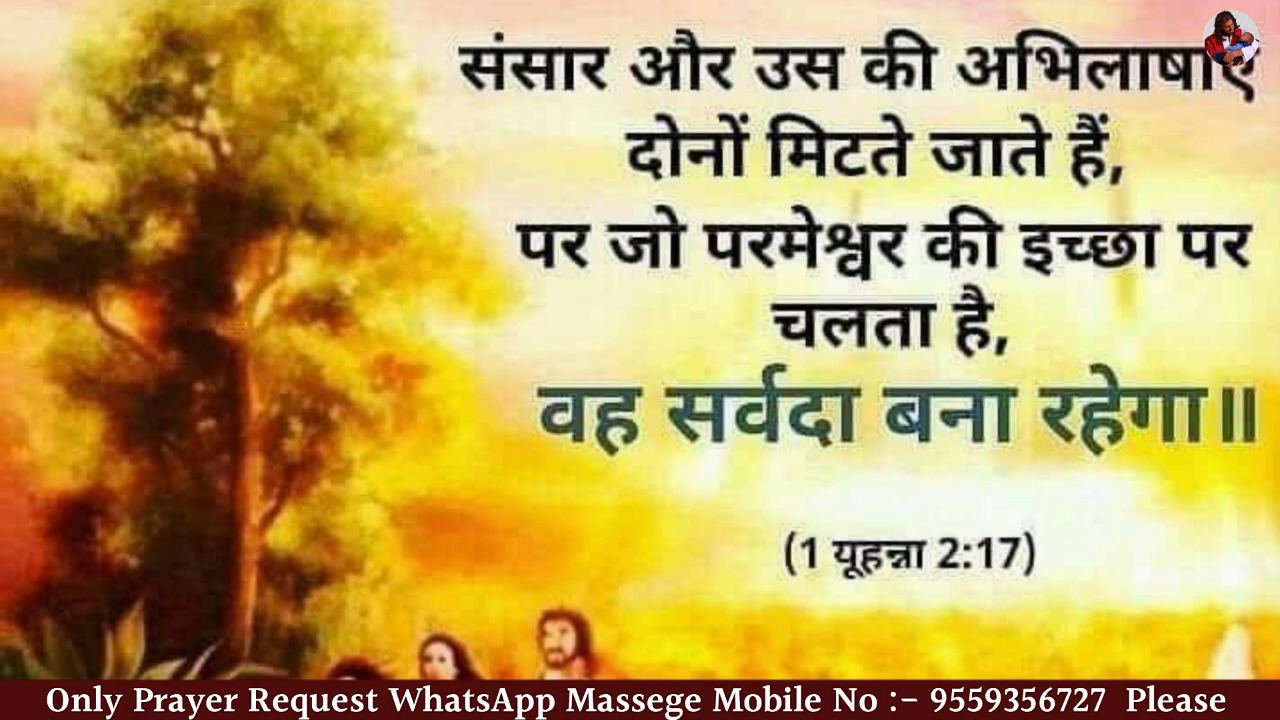 संसार और उस की अभिलाषाएं
दोनों मिटते जाते हैं,
पर जो परमेश्वर की इच्छा पर
चलता है,
वह सर्वदा बना रहेगा॥
(1 यूहन्ना 2:17)
Only Prayer Request WhatsApp Massege Mobile No :- 9559356727 Please